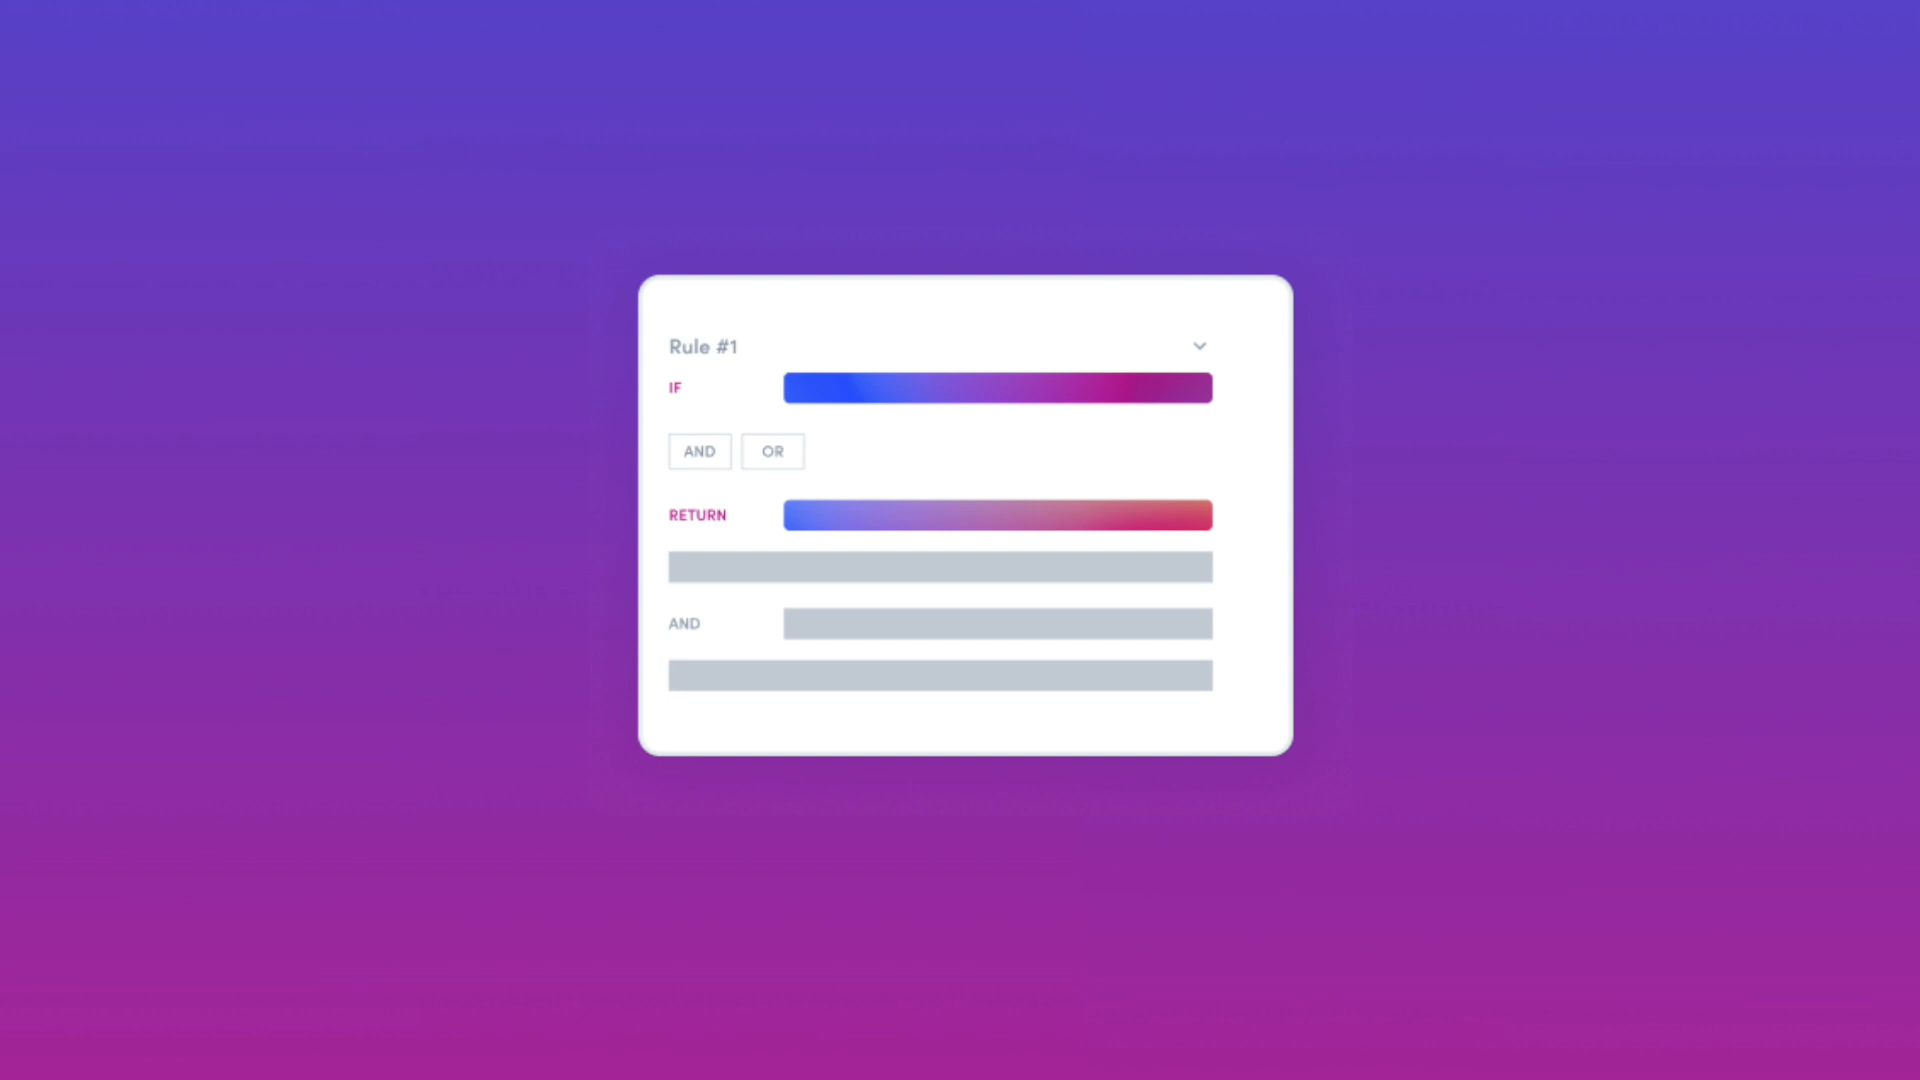 Rule #1
IF
AND OR
RETURN
AND